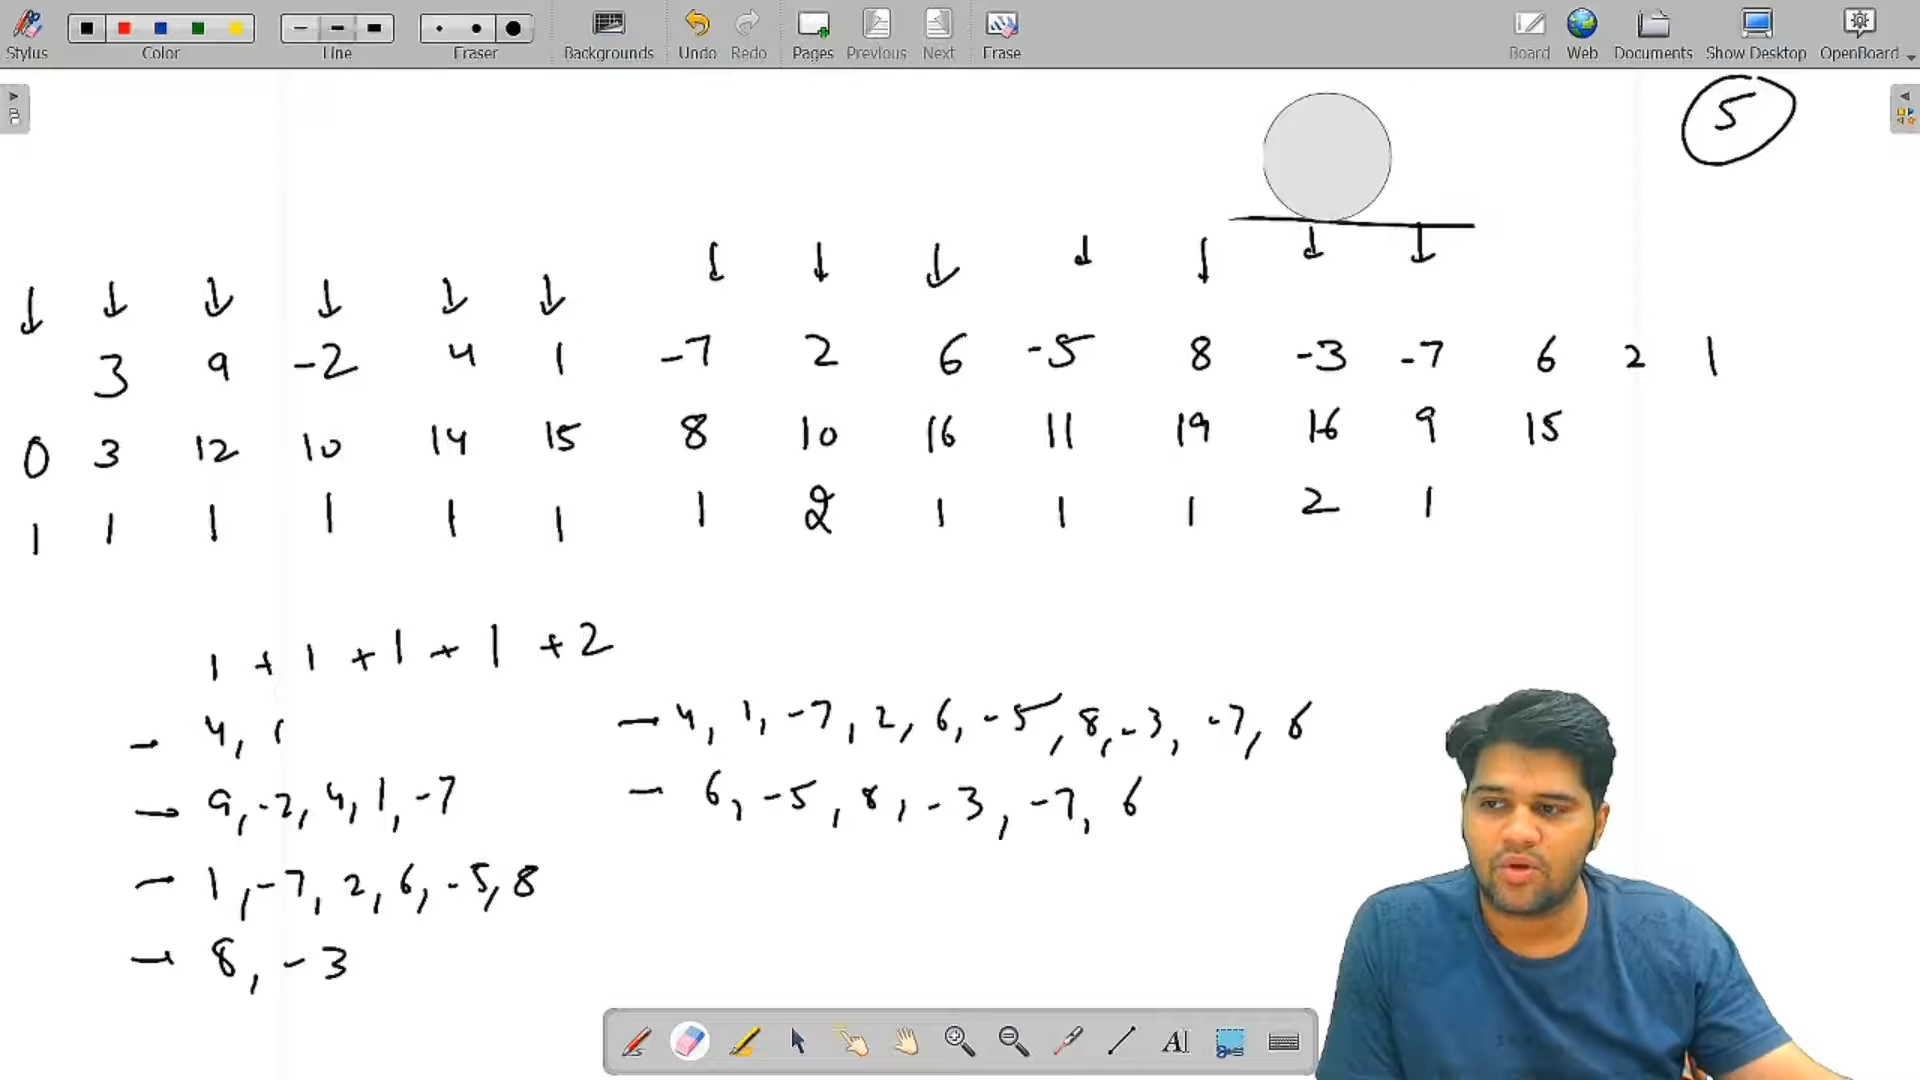 Stylus Color Line Eraser Backgrounds Undo Redo Pages Previous Next Erase Board Web Documents Show Desktop OpenBoard
5
3 9 -2 4 1 -7 2 6 -5 8 -3 -7 6 2 1
0 3 12 10 14 15 8 10 16 11 19 16 9 15
1 1 1 1 1 1 1 2 1 1 1 2 1
1 + 1 + 1 + 1 + 2
- 4, 1
- 9, -2, 4, 1, -7
- 1, -7, 2, 6, -5, 8
- 8, -3
- 4, 1, -7, 2, 6, -5, 8, -3, -7, 6
- 6, -5, 8, -3, -7, 6